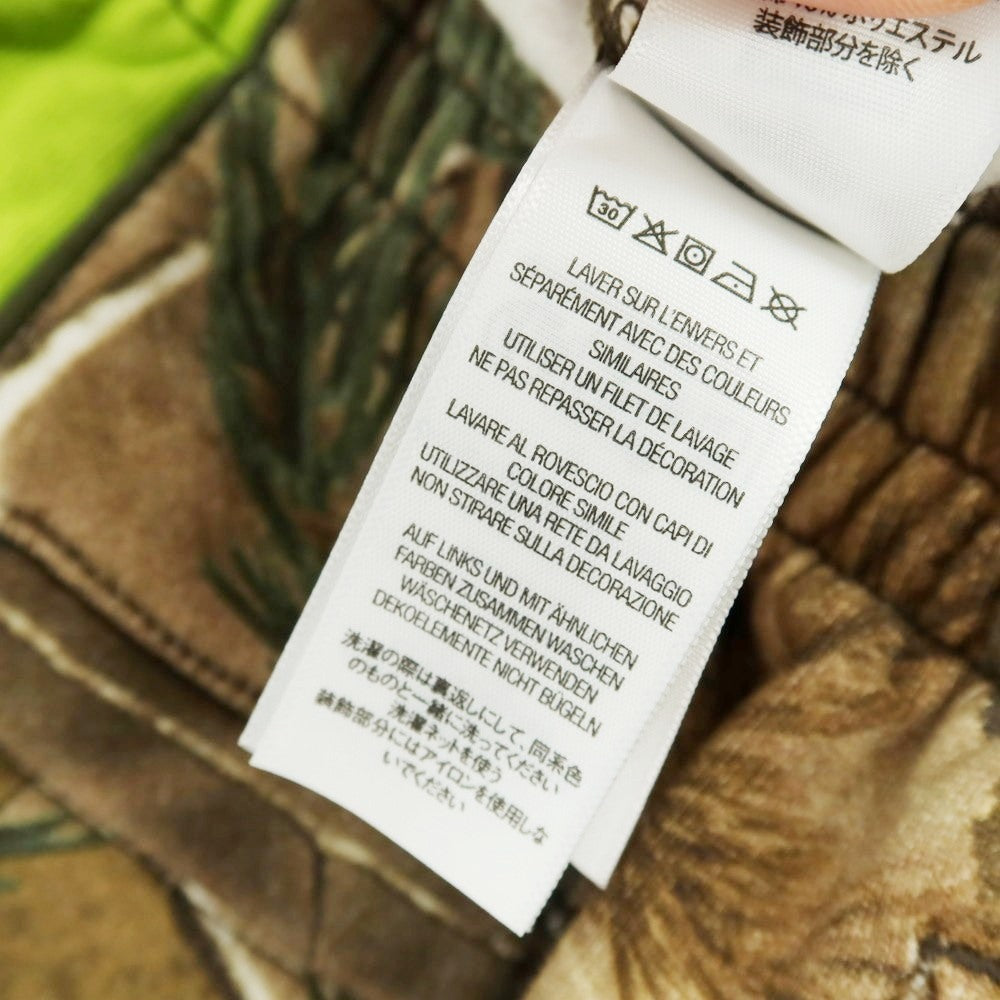 ポリエステル
装飾部分を除く
30
LAVER SUR L'ENVERS ET
SÉPARÉMENT AVEC DES COULEURS
SIMILAIRES
UTILISER UN FILET DE LAVAGE
NE PAS REPASSER LA DÉCORATION
LAVARE AL ROVESCIO CON CAPI DI
COLORE SIMILE
UTILIZZARE UNA RETE DA LAVAGGIO
NON STIRARE SULLA DECORAZIONE
AUF LINKS UND MIT ÄHNLICHEN
FARBEN ZUSAMMEN WASCHEN
WÄSCHENETZ VERWENDEN
DEKOELEMENTE NICHT BÜGELN
洗濯の際は裏返しにして、同系色
のものと一緒に洗ってください
洗濯ネットを使う
装飾部分にはアイロンを使用しな
いでください